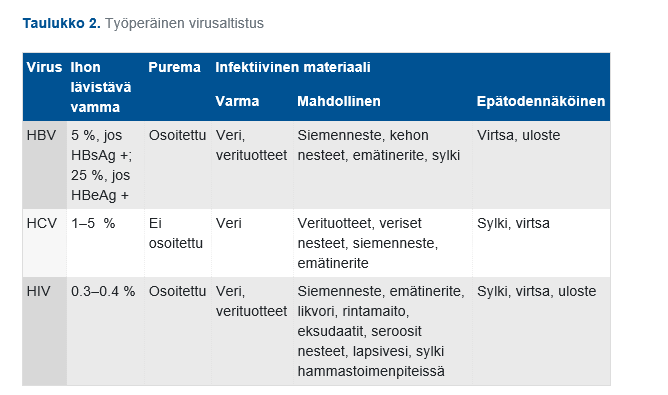 Taulukko 2. Työperäinen virusaltistus
Virus Ihon lävistävä vamma Purema Infektiivinen materiaali
Varma Mahdollinen Epätodennäköinen
HBV 5 %, jos HBsAg +; 25 %, jos HBeAg + Osoitettu Veri, verituotteet Siemenneste, kehon nesteet, emätinerite, sylki Virtsa, uloste
HCV 1–5 % Ei osoitettu Veri Verituotteet, veriset nesteet, siemenneste, emätinerite Sylki, virtsa
HIV 0.3–0.4 % Osoitettu Veri, verituotteet Siemenneste, emätinerite, likvori, rintamaito, eksudaatit, seroosit nesteet, lapsivesi, sylki hammastoimenpiteissä Sylki, virtsa, uloste